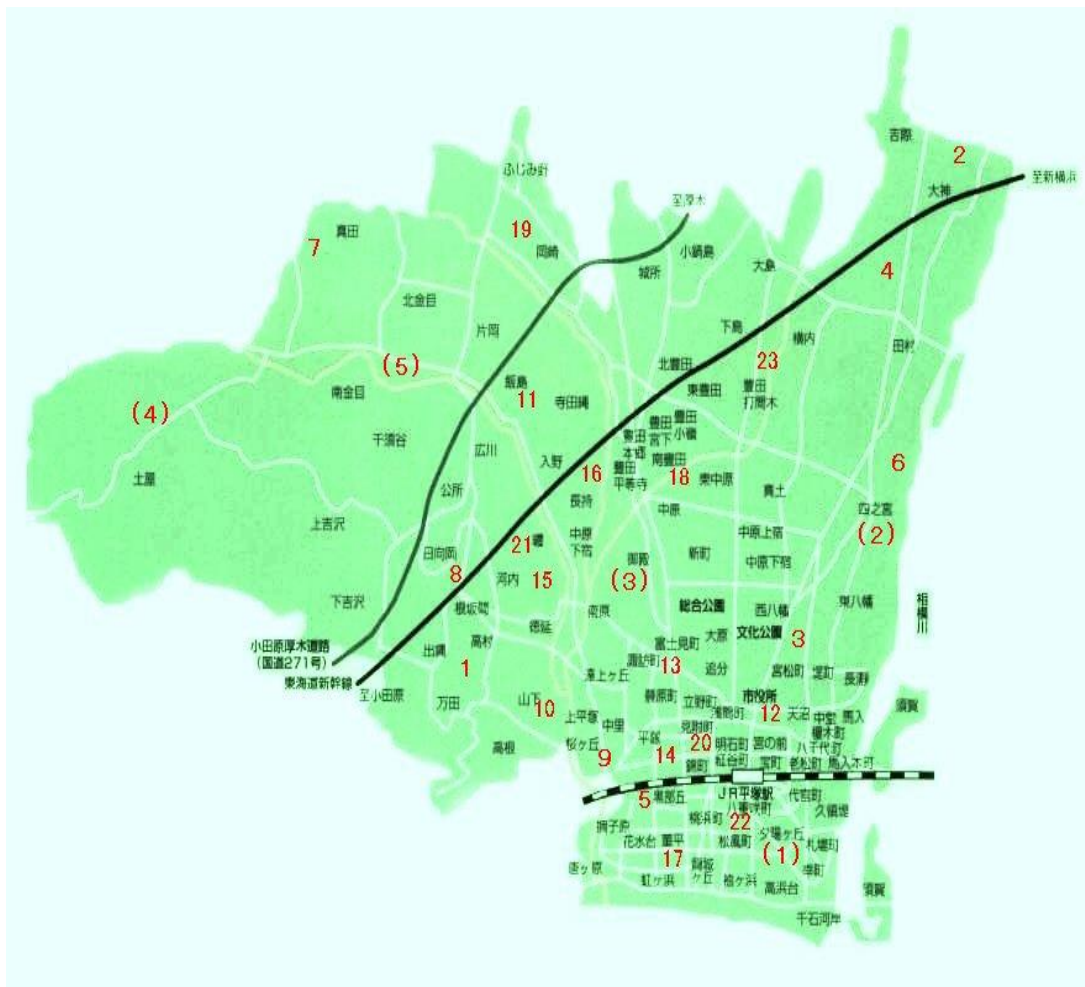 吉際
2
大神
至新横浜
ふじみ野
至厚木
19
岡崎
真田
7
小鍋島
城所
大島
4
北金目
片岡
下島
横内
田村
(5)
23
北豊田
飯島
11
寺田縄
東豊田
豊田
打間木
南金目
(4)
豊田
宮下
豊田
小嶺
豊田
本郷
千須谷
広川
入野
16
豊田
平等寺
南豊田
18
東中原
6
土屋
公所
長持
中原
真土
四之宮
(2)
上吉沢
日向岡
21
纒
中原
下宿
御殿
新町
中原上宿
中原下宿
8
河内
15
(3)
下吉沢
根坂間
南原
総合公園
西八幡
東八幡
相模川
小田原厚木道路
(国道271号)
東海道新幹線
至小田原
出縄
高村
徳延
富士見町
大原
文化公園
3
1
諏訪町
13
追分
宮松町
堤町
長瀞
万田
山下
10
上平塚
中里
藤原町
立野町
浅間町
市役所
12
天沼
中堂
馬入
須賀
榎木町
高根
桜ヶ丘
9
平塚
14
見附町
20
明石町
宮の前
八千代町
錦町
紅谷町
宝町
老松町
馬入本町
5
黒部丘
JR平塚駅
代官町
八重咲町
久領堤
撫子原
桃浜町
22
夕陽ヶ丘
花水台
菫平
松風町
(1)
札場町
唐ヶ原
17
龍城
ヶ丘
幸町
虹ヶ浜
袖ヶ浜
高浜台
須賀
千石河岸